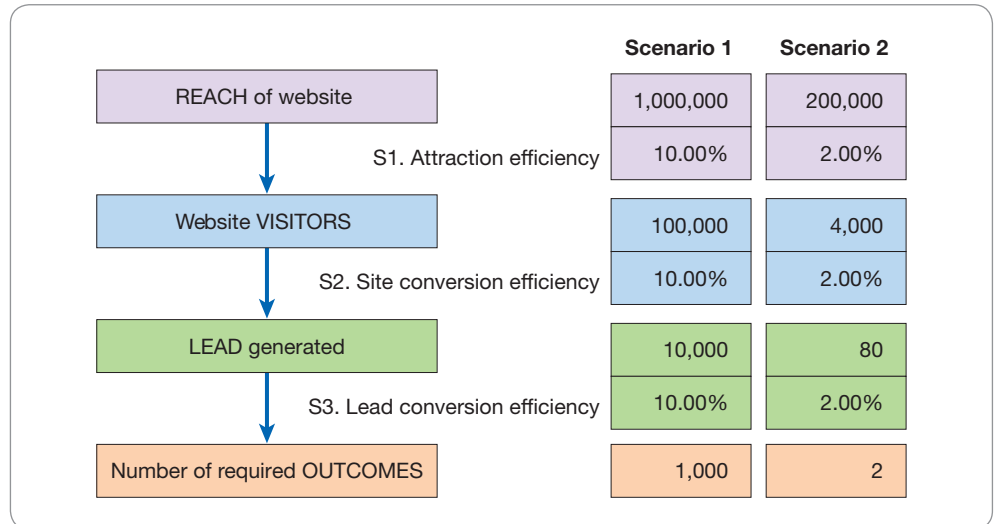 Scenario 1 Scenario 2
REACH of website 1,000,000 200,000
S1. Attraction efficiency 10.00% 2.00%
Website VISITORS 100,000 4,000
S2. Site conversion efficiency 10.00% 2.00%
LEAD generated 10,000 80
S3. Lead conversion efficiency 10.00% 2.00%
Number of required OUTCOMES 1,000 2